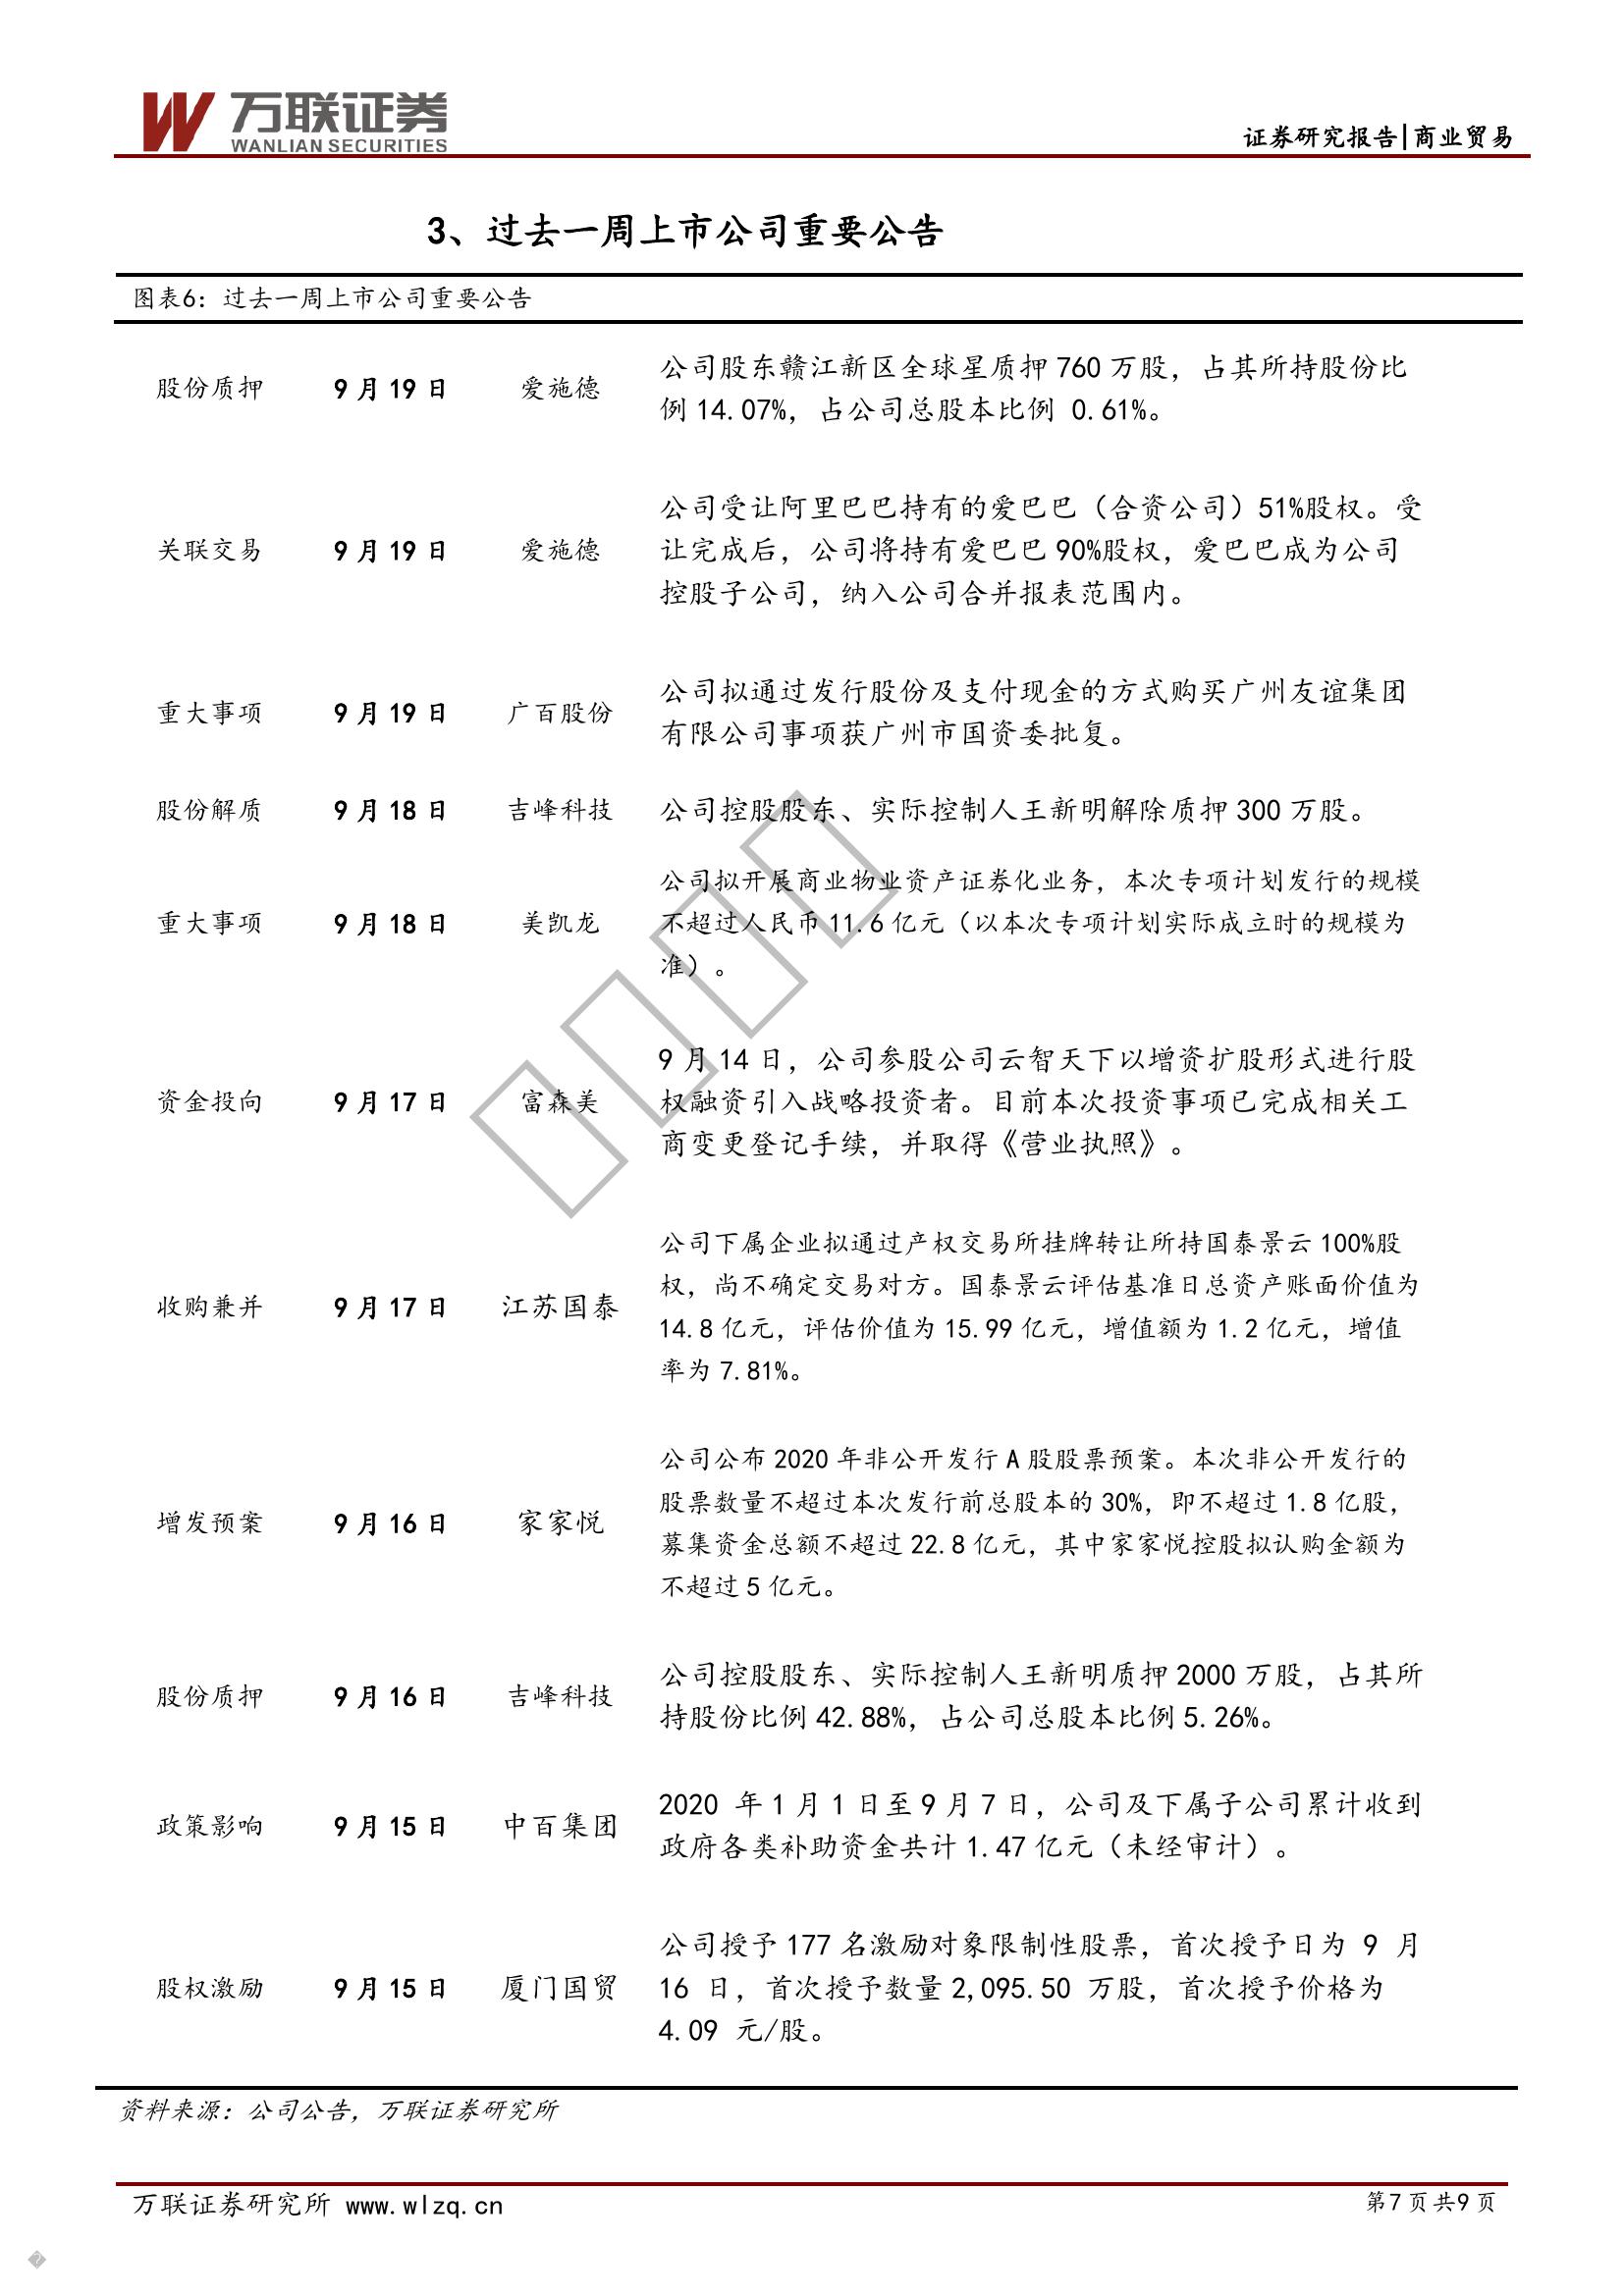 万联证券
WANLIAN SECURITIES
证券研究报告|商业贸易
3、过去一周上市公司重要公告
图表6：过去一周上市公司重要公告
股份质押 9月19日 爱施德 公司股东赣江新区全球星质押760万股，占其所持股份比
例14.07%，占公司总股本比例 0.61%。
公司受让阿里巴巴持有的爱巴巴（合资公司）51%股权。受
关联交易 9月19日 爱施德 让完成后，公司将持有爱巴巴90%股权，爱巴巴成为公司
控股子公司，纳入公司合并报表范围内。
重大事项 9月19日 广百股份 公司拟通过发行股份及支付现金的方式购买广州友谊集团
有限公司事项获广州市国资委批复。
股份解质 9月18日 吉峰科技 公司控股股东、实际控制人王新明解除质押300万股。
公司拟开展商业物业资产证券化业务，本次专项计划发行的规模
重大事项 9月18日 美凯龙 不超过人民币11.6亿元（以本次专项计划实际成立时的规模为
准）。
9月14日，公司参股公司云智天下以增资扩股形式进行股
资金投向 9月17日 富森美 权融资引入战略投资者。目前本次投资事项已完成相关工
商变更登记手续，并取得《营业执照》。
公司下属企业拟通过产权交易所挂牌转让所持国泰景云100%股
权，尚不确定交易对方。国泰景云评估基准日总资产账面价值为
收购兼并 9月17日 江苏国泰 14.8亿元，评估价值为15.99亿元，增值额为1.2亿元，增值
率为7.81%。
公司公布2020年非公开发行A股股票预案。本次非公开发行的
股票数量不超过本次发行前总股本的30%，即不超过1.8亿股，
增发预案 9月16日 家家悦 募集资金总额不超过22.8亿元，其中家家悦控股拟认购金额为
不超过5亿元。
股份质押 9月16日 吉峰科技 公司控股股东、实际控制人王新明质押2000万股，占其所
持股份比例42.88%，占公司总股本比例5.26%。
政策影响 9月15日 中百集团 2020 年1月1日至9月7日，公司及下属子公司累计收到
政府各类补助资金共计1.47亿元（未经审计）。
公司授予177名激励对象限制性股票，首次授予日为 9 月
股权激励 9月15日 厦门国贸 16 日，首次授予数量2,095.50 万股，首次授予价格为
4.09 元/股。
资料来源：公司公告，万联证券研究所
万联证券研究所 www.wlzq.cn
第7页共9页